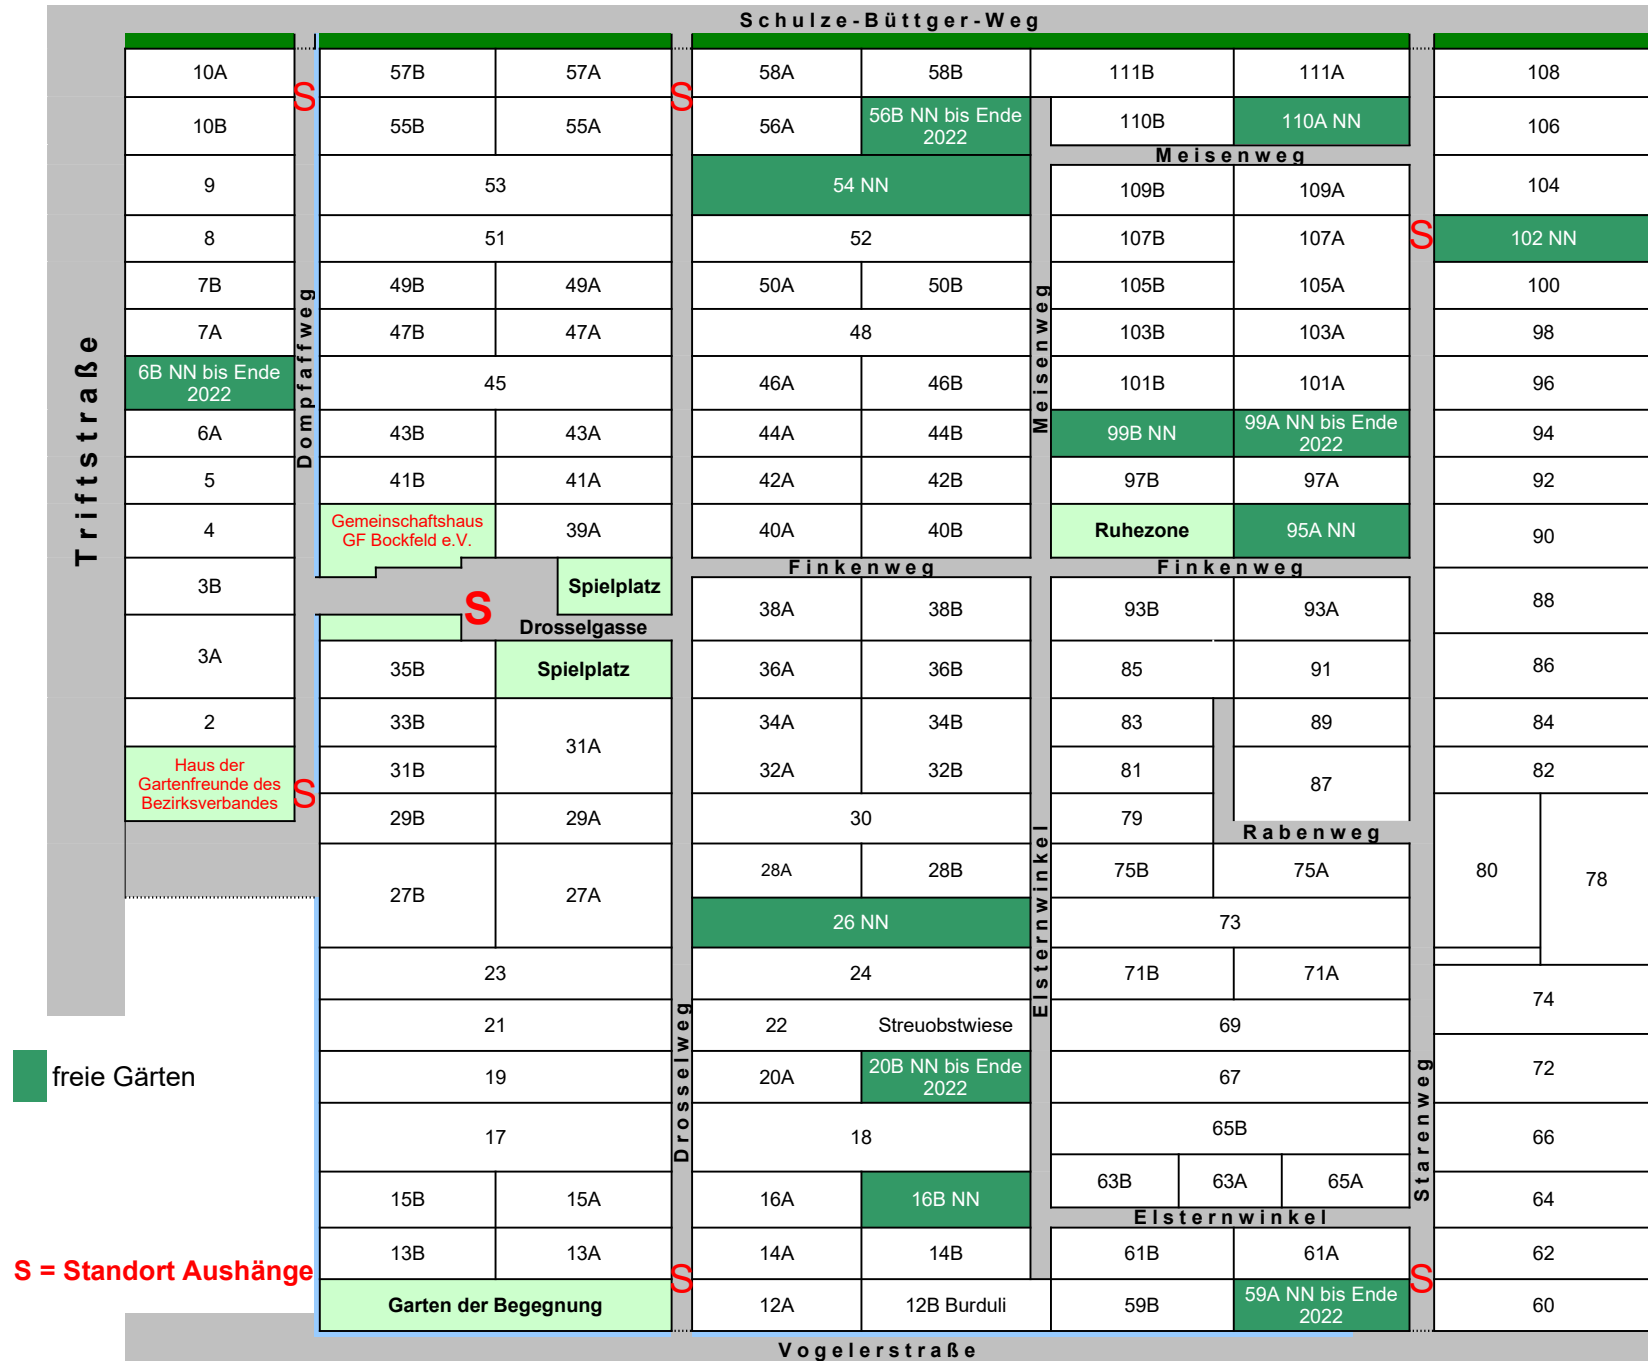 Schulze-Büttger-Weg
10A 57B 57A 58A 58B 111B 111A 108
S S
10B 55B 55A 56A 56B NN bis Ende 2022 110B 110A NN 106
Meisenweg
9 53 54 NN 109B 109A 104
8 51 52 107B 107A S 102 NN
7B 49B 49A 50A 50B 105B 105A 100
7A 47B 47A 48 103B 103A 98
6B NN bis Ende 2022 45 46A 46B 101B 101A 96
Triftstraße
Dompfaffweg
Meisenweg
6A 43B 43A 44A 44B 99B NN 99A NN bis Ende 2022 94
5 41B 41A 42A 42B 97B 97A 92
4 Gemeinschaftshaus GF Bockfeld e.V. 39A 40A 40B Ruhezone 95A NN 90
Finkenweg Finkenweg
3B Spielplatz 38A 38B 93B 93A 88
S
Drosselgasse
3A 35B Spielplatz 36A 36B 85 91 86
2 33B 31A 34A 34B 83 89 84
Haus der
Gartenfreunde des
Bezirksverbandes
S
31B 32A 32B 81 87 82
29B 29A 30 79
Rabenweg
27B 27A 28A 28B 75B 75A 80 78
26 NN 73
Elsternwinkel
23 24 71B 71A 74
21 22 Streuobstwiese 69
freie Gärten
19 20A 20B NN bis Ende 2022 67 72
Drosselweg
Starenweg
17 18 65B 66
63B 63A 65A
15B 15A 16A 16B NN 64
Elsternwinkel
13B 13A 14A 14B 61B 61A 62
S = Standort Aushänge
S S
Garten der Begegnung 12A 12B Burduli 59B 59A NN bis Ende 2022 60
Vogelerstraße